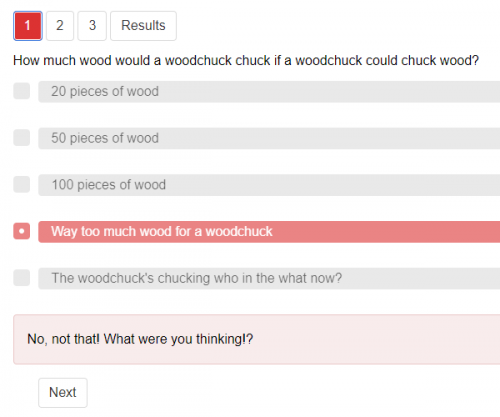 1 2 3 Results
How much wood would a woodchuck chuck if a woodchuck could chuck wood?
20 pieces of wood
50 pieces of wood
100 pieces of wood
Way too much wood for a woodchuck
The woodchuck's chucking who in the what now?
No, not that! What were you thinking!?
Next